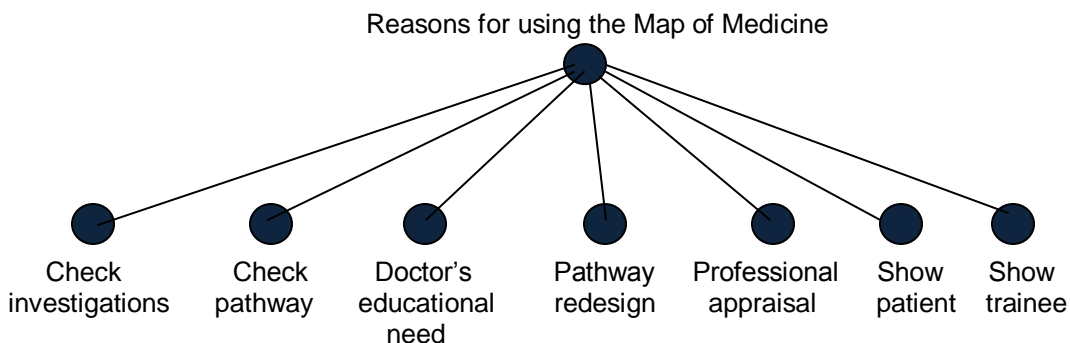 Reasons for using the Map of Medicine
Check
investigations
Check
pathway
Doctor’s
educational
need
Pathway
redesign
Professional
appraisal
Show
patient
Show
trainee